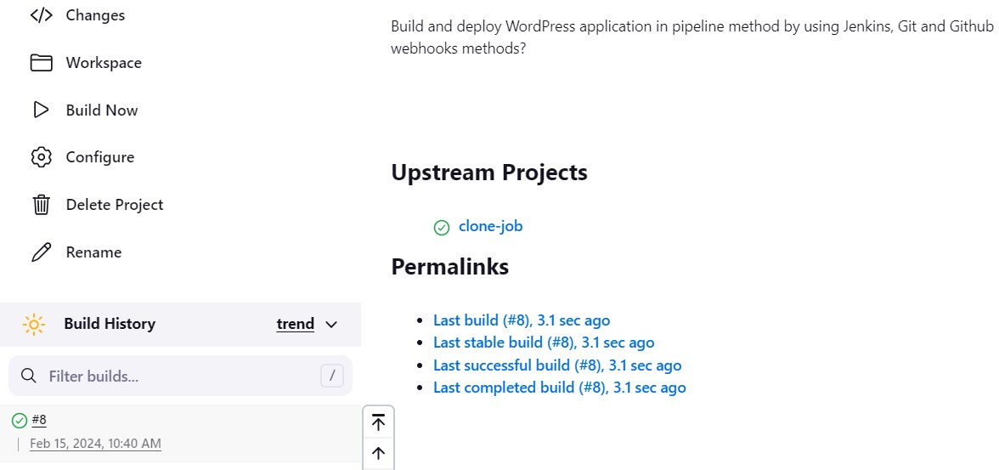 Changes
Workspace
Build Now
Configure
Delete Project
Rename
Build History
trend
Filter builds...
/
#8
Feb 15, 2024, 10:40 AM
Build and deploy WordPress application in pipeline method by using Jenkins, Git and Github
webhooks methods?
Upstream Projects
clone-job
Permalinks
Last build (#8), 3.1 sec ago
Last stable build (#8), 3.1 sec ago
Last successful build (#8), 3.1 sec ago
Last completed build (#8), 3.1 sec ago